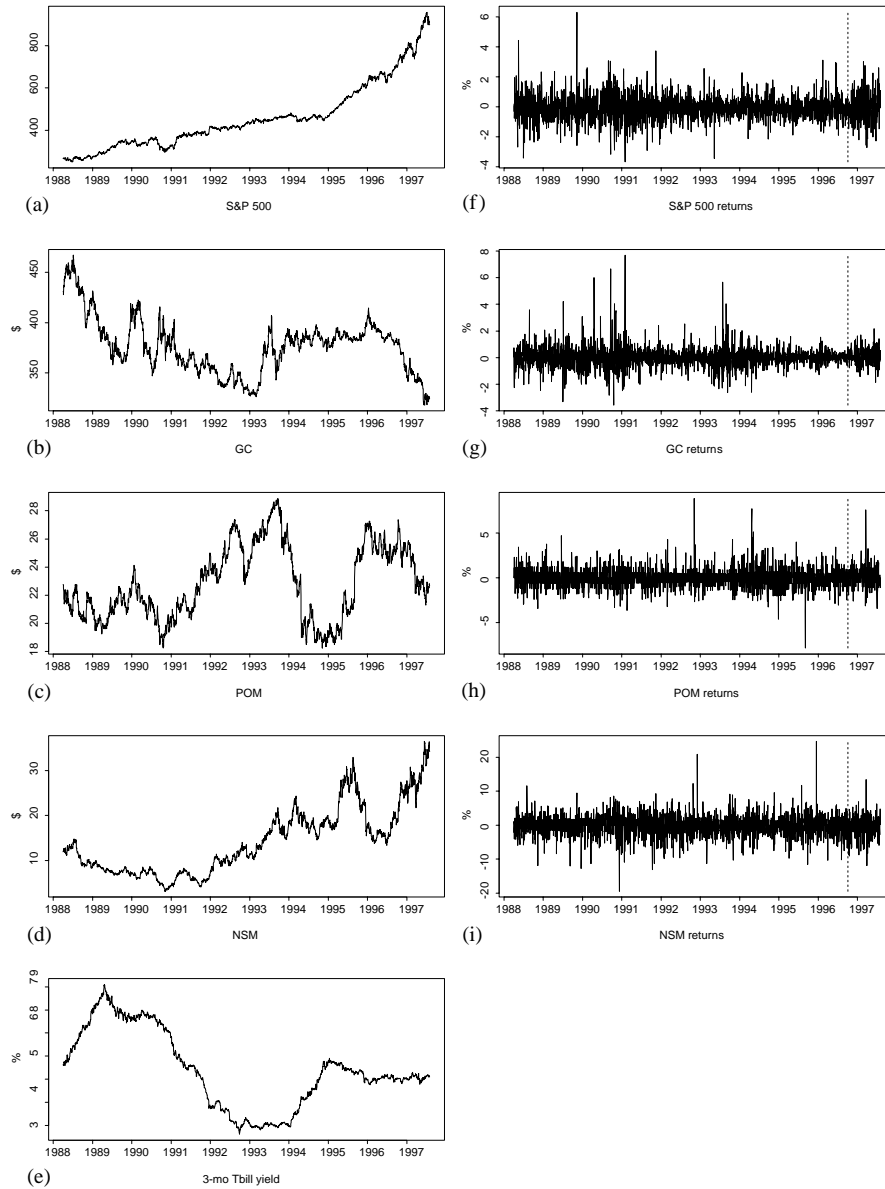 800
600
400
1988 1989 1990 1991 1992 1993 1994 1995 1996 1997
(a)
S&P 500
%
6
4
2
0
-2
-4
1988 1989 1990 1991 1992 1993 1994 1995 1996 1997
(f)
S&P 500 returns
$
450
400
350
1988 1989 1990 1991 1992 1993 1994 1995 1996 1997
(b)
GC
%
8
6
4
2
0
-2
-4
1988 1989 1990 1991 1992 1993 1994 1995 1996 1997
(g)
GC returns
$
28
26
24
22
20
18
1988 1989 1990 1991 1992 1993 1994 1995 1996 1997
(c)
POM
%
5
0
-5
1988 1989 1990 1991 1992 1993 1994 1995 1996 1997
(h)
POM returns
$
30
20
10
1988 1989 1990 1991 1992 1993 1994 1995 1996 1997
(d)
NSM
%
20
10
0
-10
-20
1988 1989 1990 1991 1992 1993 1994 1995 1996 1997
(i)
NSM returns
%
79
68
5
4
3
1988 1989 1990 1991 1992 1993 1994 1995 1996 1997
(e)
3-mo Tbill yield